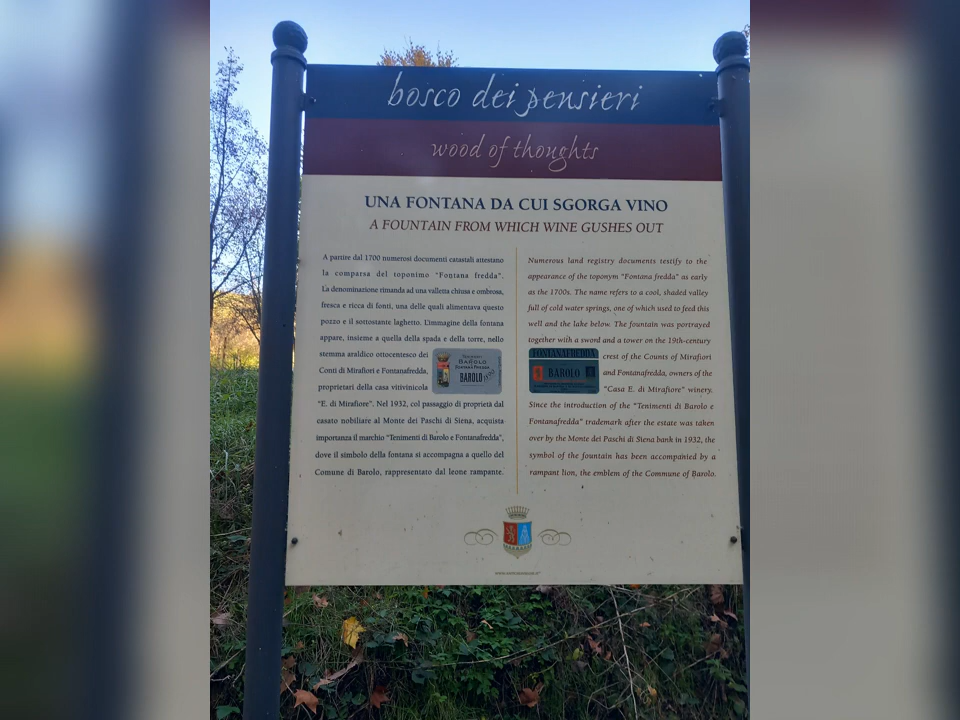 bosco dei pensieri
wood of thoughts
UNA FONTANA DA CUI SGORGA VINO
A FOUNTAIN FROM WHICH WINE GUSHES OUT
A partire dal 1700 numerosi documenti catastali attestano
la comparsa del toponimo "Fontana fredda".
La denominazione rimanda ad una valletta chiusa e ombrosa,
fresca e ricca di fonti, una delle quali alimentava questo
pozzo e il sottostante laghetto. L'immagine della fontana
appare, insieme a quella della spada e della torre, nello
stemma araldico ottocentesco dei
Conti di Mirafiori e Fontanafredda,
proprietari della casa vitivinicola
"E. di Mirafiore". Nel 1932, col passaggio di proprietà dal
casato nobiliare al Monte dei Paschi di Siena, acquista
importanza il marchio "Tenimenti di Barolo e Fontanafredda",
dove il simbolo della fontana si accompagna a quello del
Comune di Barolo, rappresentato dal leone rampante.
BAROLO
FONTANA FREDDA
BAROLO
Numerous land registry documents testify to the
appearance of the toponym "Fontana fredda" as early
as the 1700s. The name refers to a cool, shaded valley
full of cold water springs, one of which used to feed this
well and the lake below. The fountain was portrayed
together with a sword and a tower on the 19th-century
crest of the Counts of Mirafiori
and Fontanafredda, owners of the
"Casa E. di Mirafiore" winery.
Since the introduction of the "Tenimenti di Barolo e
Fontanafredda" trademark after the estate was taken
over by the Monte dei Paschi di Siena bank in 1932, the
symbol of the fountain has been accompanied by a
rampant lion, the emblem of the Commune of Barolo.
FONTANAFREDDA
BAROLO